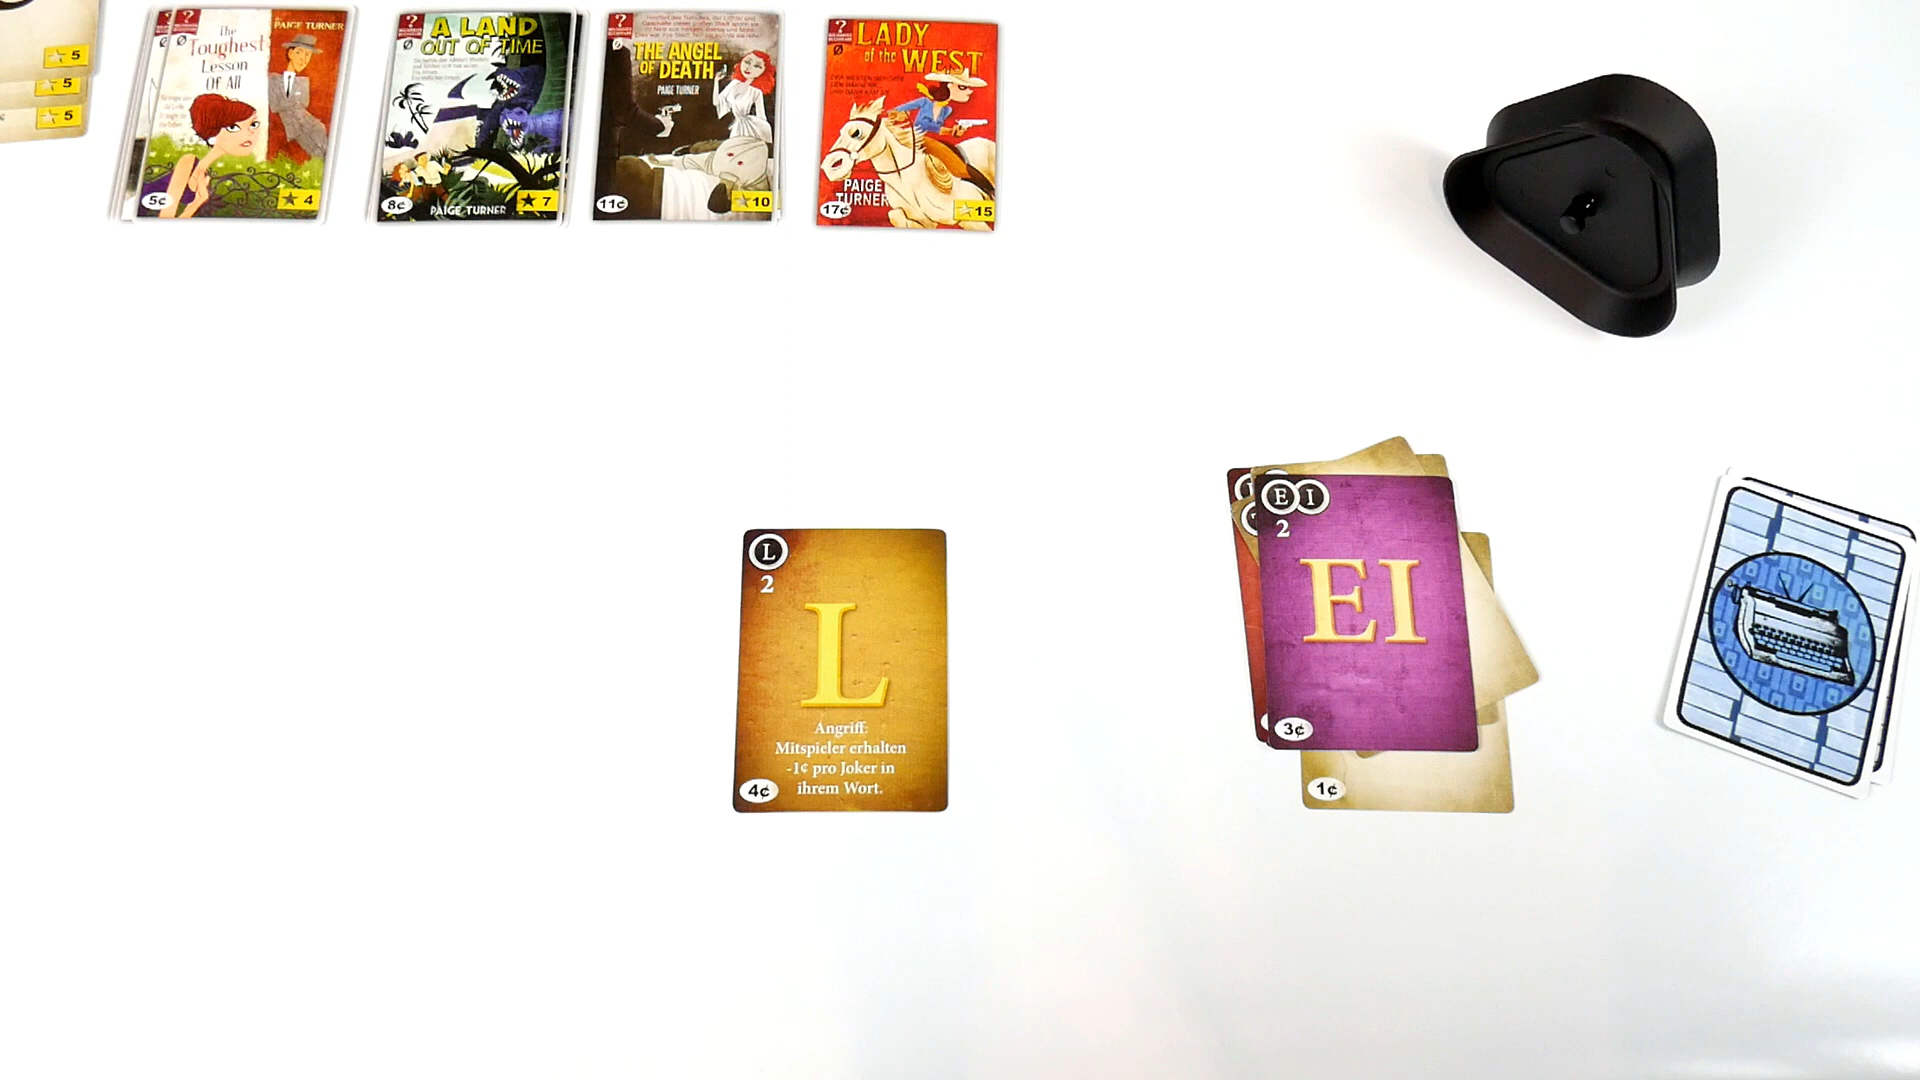 5
5
5
The
Toughest
Lesson
Of All
PAIGE TURNER
5¢
4
A LAND
OUT OF TIME
PAIGE TURNER
8¢
7
THE ANGEL
OF DEATH
PAIGE TURNER
11¢
10
LADY
of the WEST
PAIGE
TURNER
17¢
15
L
2
L
Angriff:
Mitspieler erhalten
-1¢ pro Joker in
ihrem Wort.
4¢
E I
2
EI
3¢
1¢